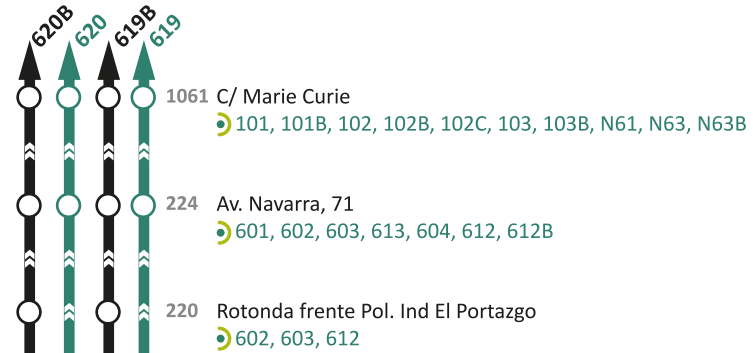 620B 620 619B 619
1061 C/ Marie Curie
101, 101B, 102, 102B, 102C, 103, 103B, N61, N63, N63B
224 Av. Navarra, 71
601, 602, 603, 613, 604, 612, 612B
220 Rotonda frente Pol. Ind El Portazgo
602, 603, 612